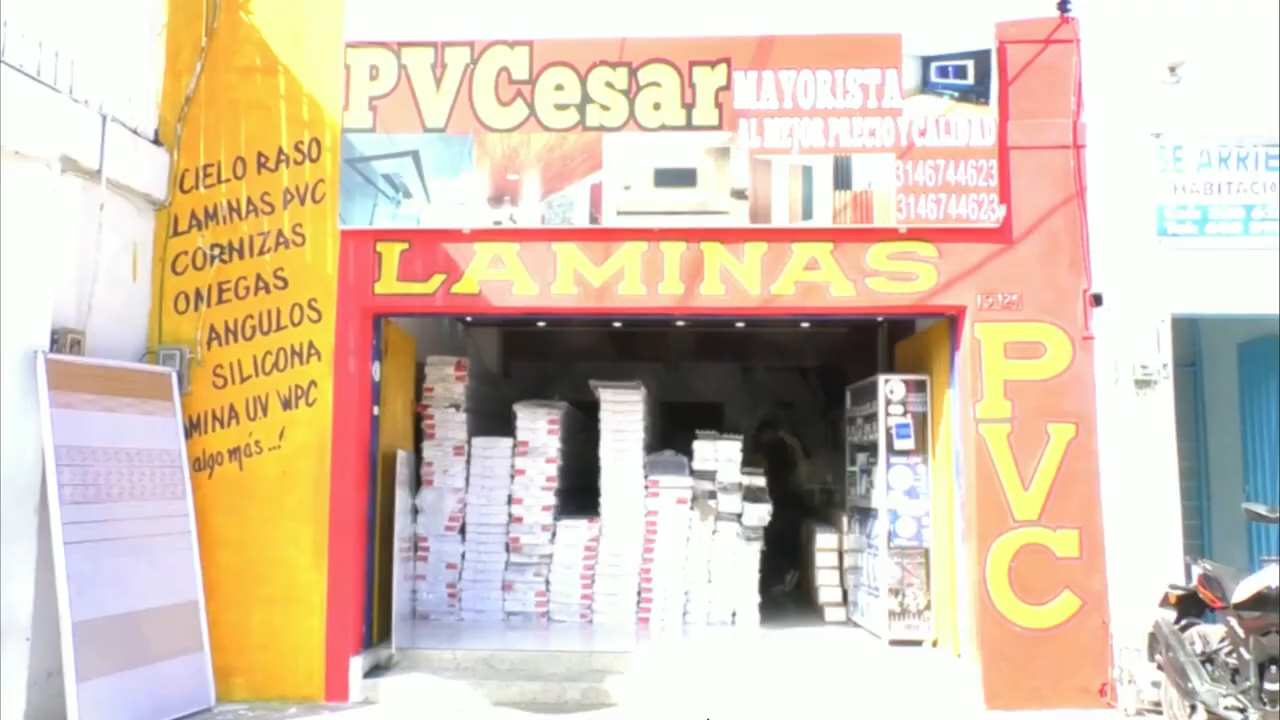 PVCesar
MAYORISTA
AL MEJOR PRECIO Y CALIDAD
3146744623
3146744623
LAMINAS
PVC
CIELO RASO
LAMINAS PVC
CORNIZAS
OMEGAS
ANGULOS
SILICONA
MINA UV WPC
algo más...!
SE ARRIE
HABITACIO